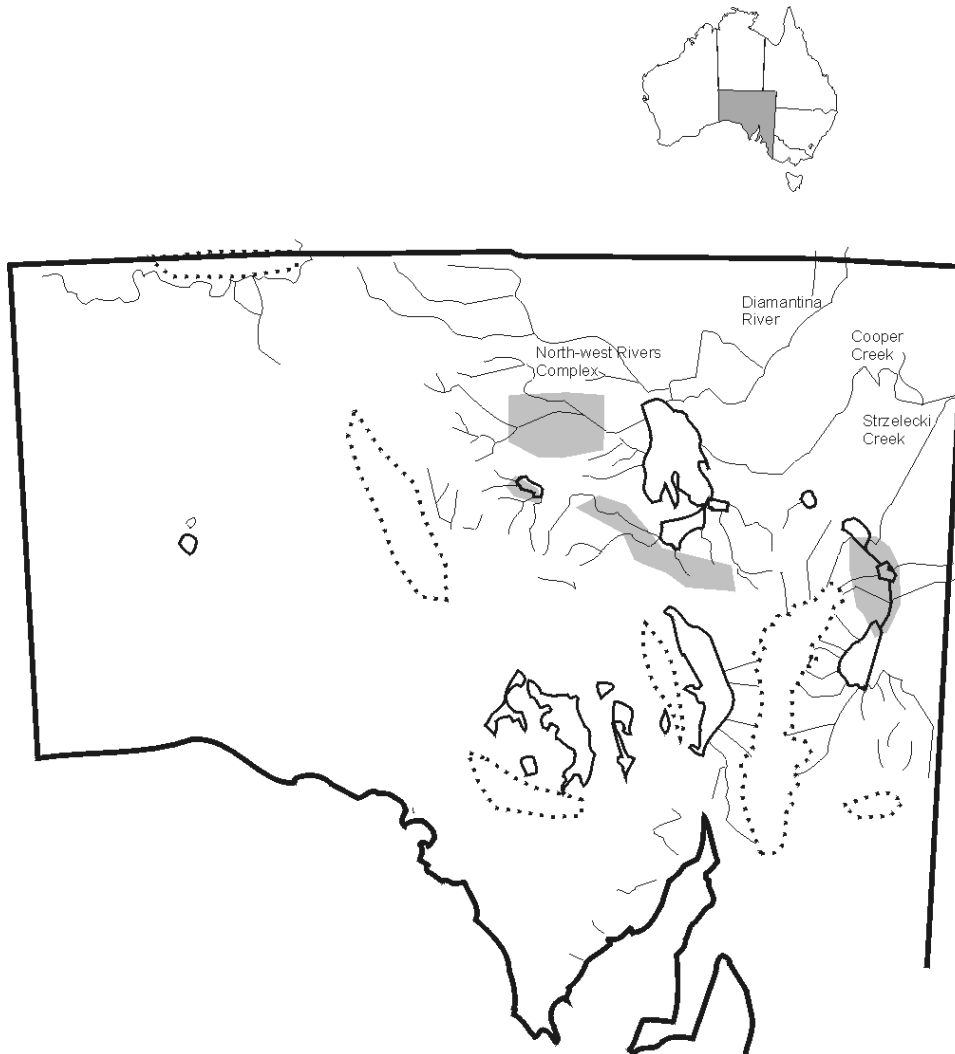 Diamantina
River
North-west Rivers
Complex
Cooper
Creek
Strzelecki
Creek